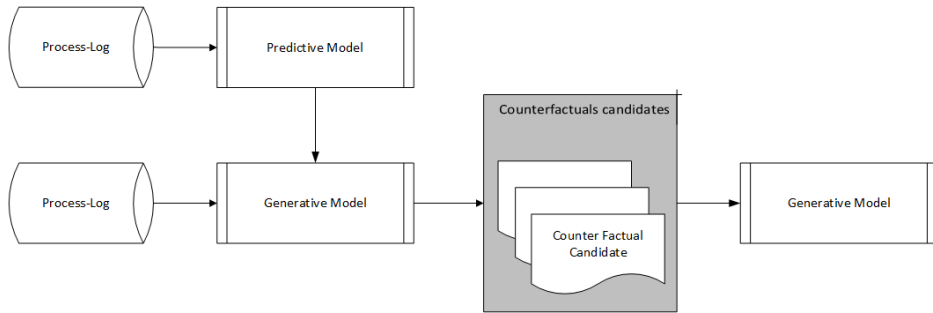 Process-Log
Predictive Model
Counterfactuals candidates
Process-Log
Generative Model
Generative Model
Counter Factual
Candidate